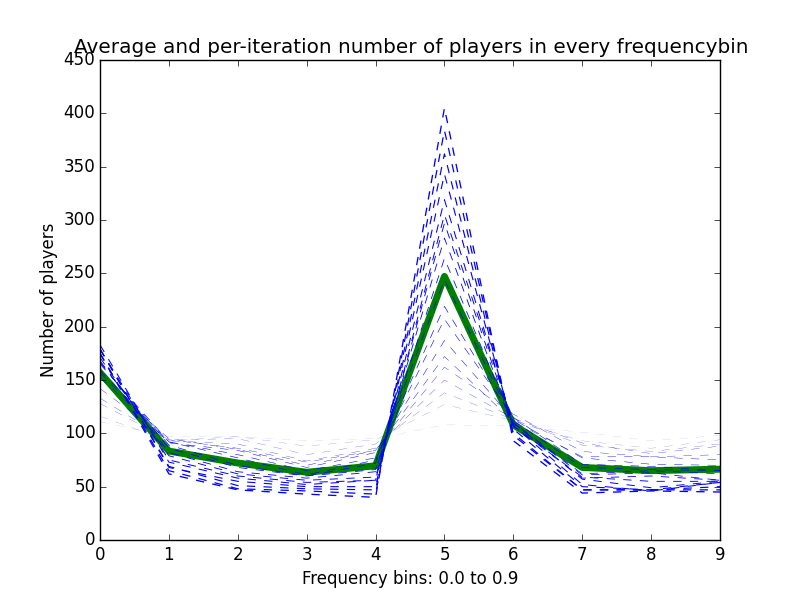 Average and per-iteration number of players in every frequencybin
450
400
350
300
250
200
150
100
50
0
Number of players
0 1 2 3 4 5 6 7 8 9
Frequency bins: 0.0 to 0.9